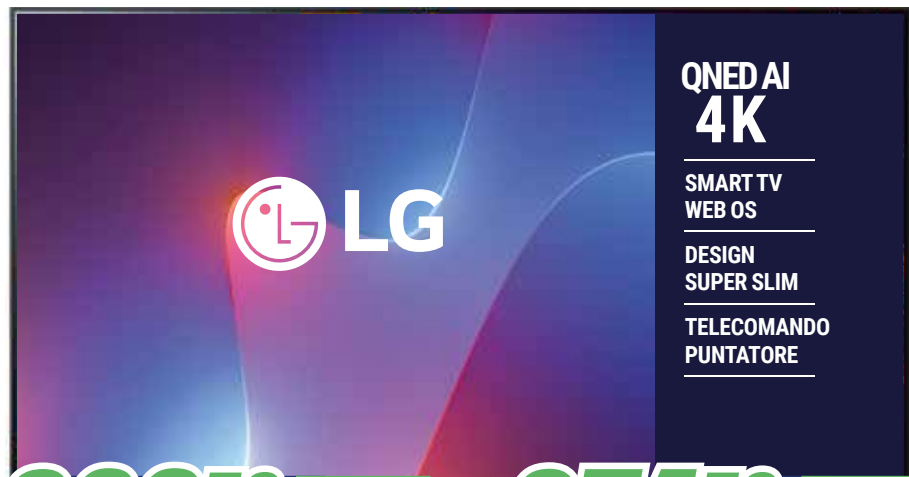 LG
QNED AI
4K
SMART TV
WEB OS
DESIGN
SUPER SLIM
TELECOMANDO
PUNTATORE